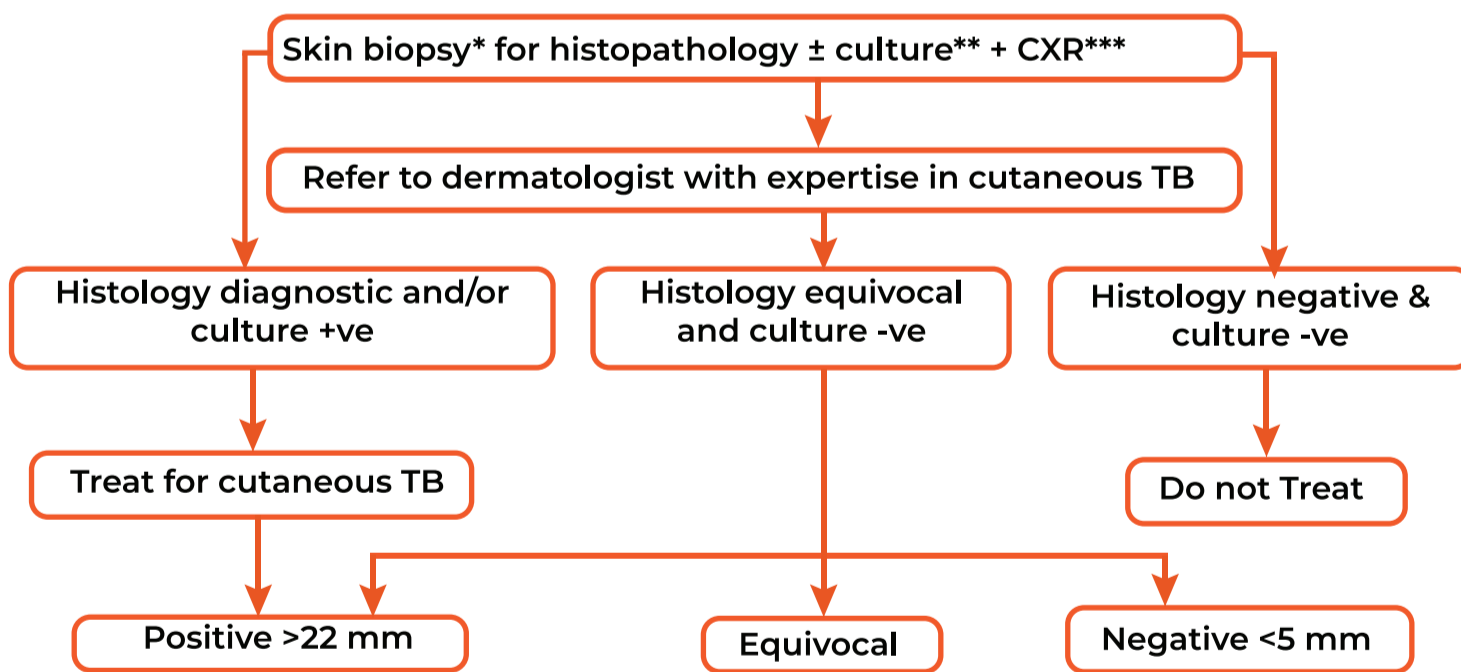 Skin biopsy* for histopathology ± culture** + CXR***
Refer to dermatologist with expertise in cutaneous TB
Histology diagnostic and/or
culture +ve
Histology equivocal
and culture -ve
Histology negative &
culture -ve
Treat for cutaneous TB
Do not Treat
Positive >22 mm
Equivocal
Negative <5 mm